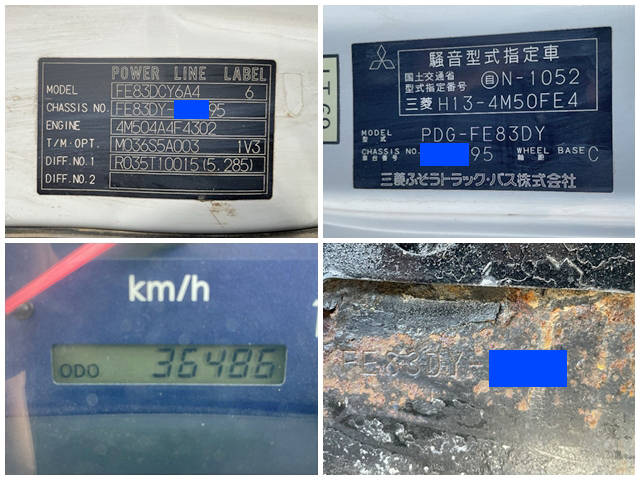 POWER LINE LABEL
MODEL FE83DCY6A4 6
CHASSIS NO. FE83DY- 95
ENGINE 4M504A4F4302
T/M・OPT. M036S5A003 1V3
DIFF.NO.1 R035T10015(5.285)
DIFF.NO.2
騒音型式指定車
国土交通省
型式指定番号 自N-1052
三菱 H13-4M50FE4
MODEL
型式 PDG-FE83DY
CHASSIS NO. 95 WHEEL BASE C
車台番号 軸距
三菱ふそうトラック・バス株式会社
km/h
ODO 36486
FE83DY-